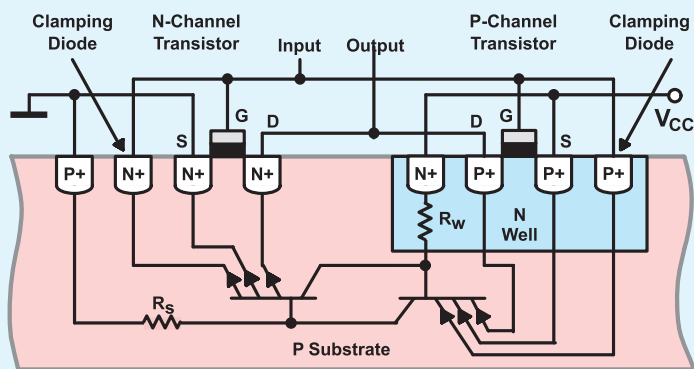 Clamping
Diode
N-Channel
Transistor
Input
Output
P-Channel
Transistor
Clamping
Diode
G
S
D
D
G
S
VCC
P+
N+
N+
N+
N+
P+
P+
P+
RW
N
Well
RS
P Substrate